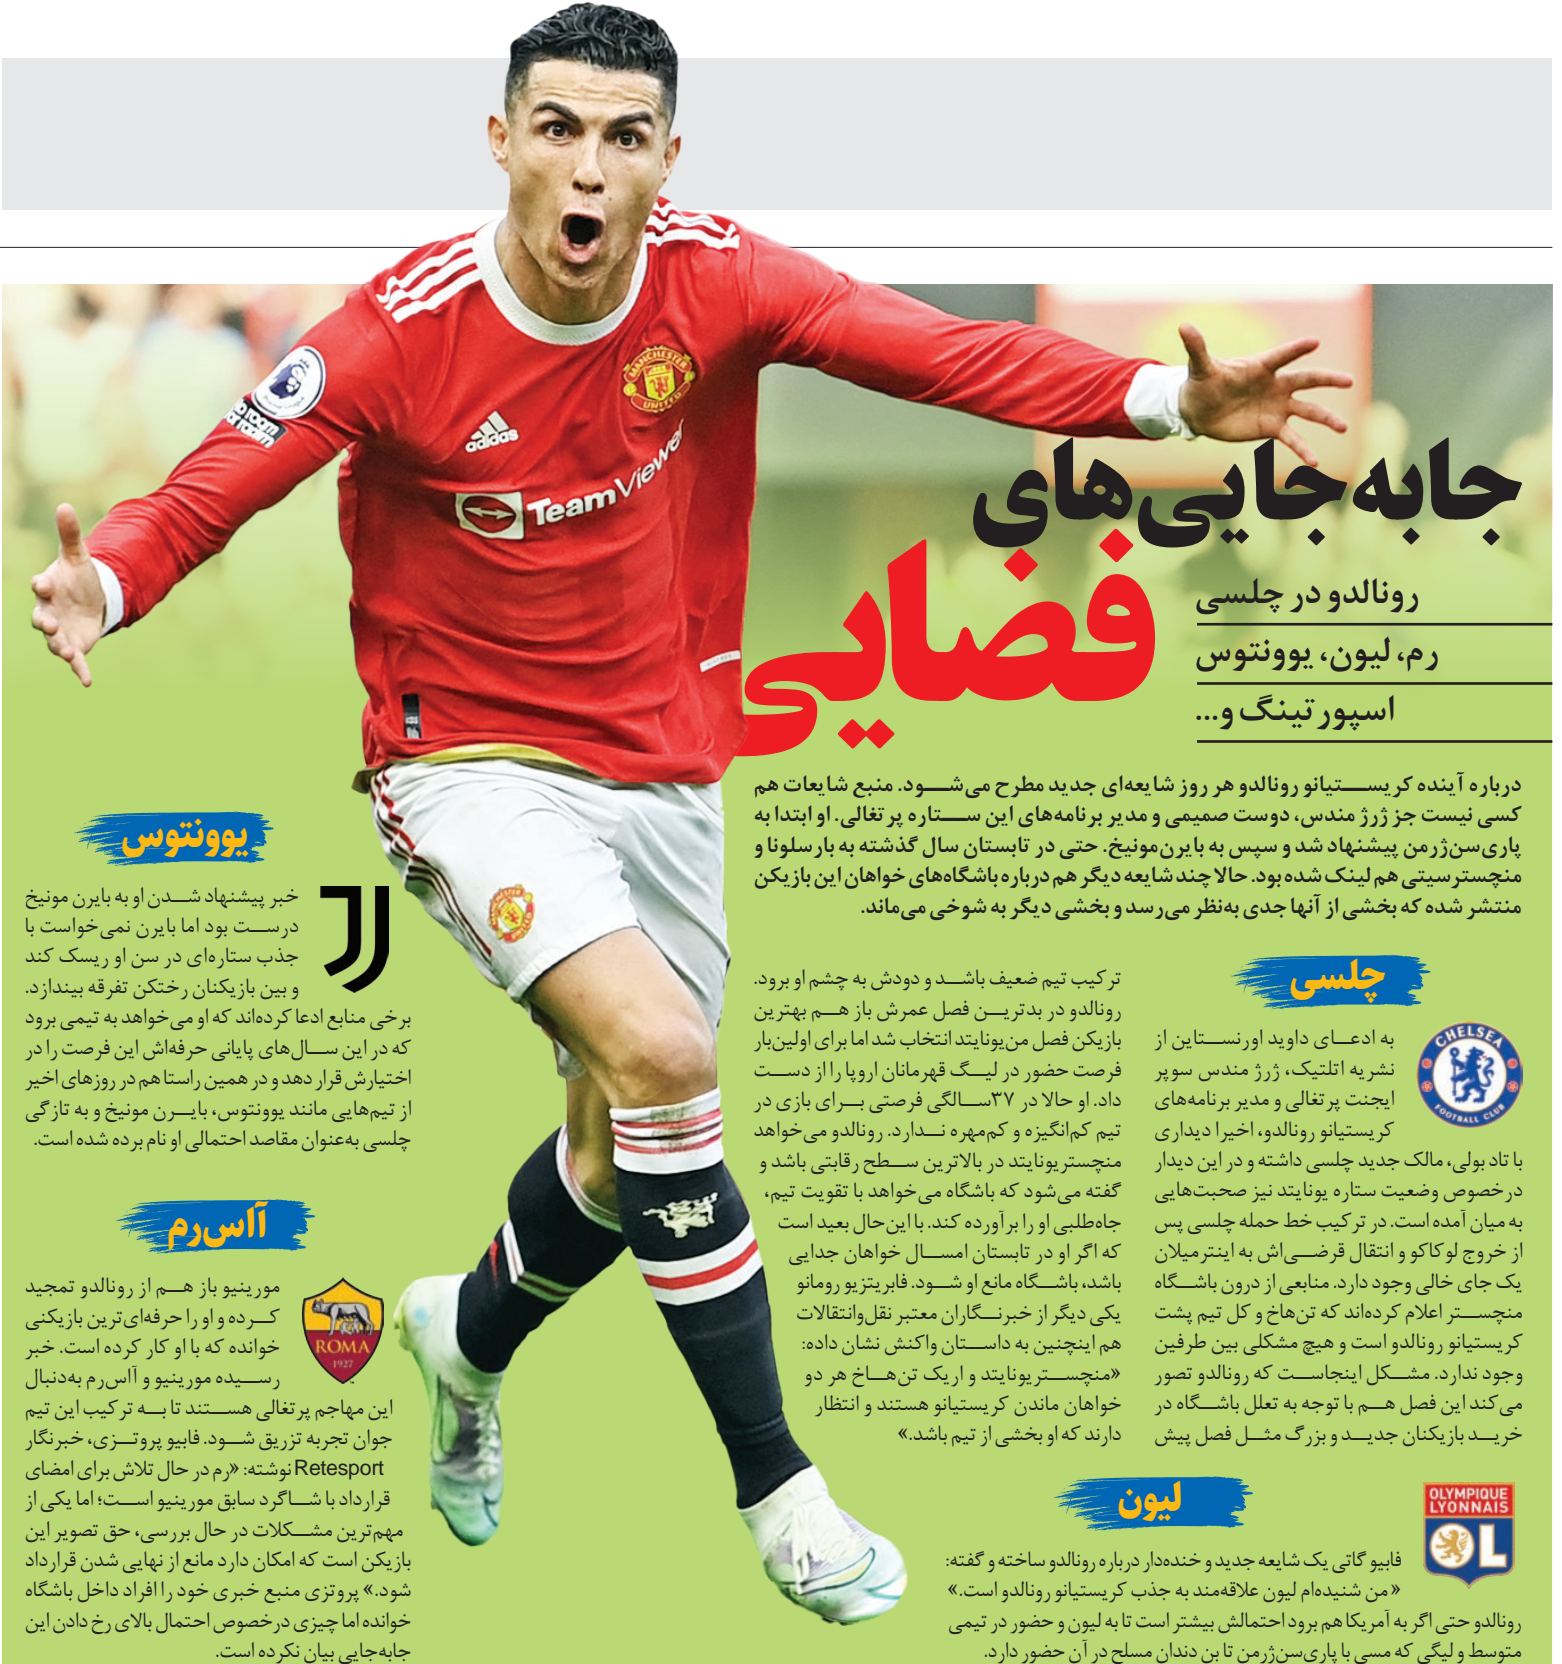 جابه‌جایی‌های
فضایی
رونالدو در چلسی
رم، لیون، یوونتوس
اسپورتینگ و...
درباره آینده کریستیانو رونالدو هر روز شایعه‌ای جدید مطرح می‌شود. منبع شایعات هم
کسی نیست جز ژرژ مندس، دوست صمیمی و مدیر برنامه‌های این ستاره پرتغالی. او ابتدا به
پاری‌سن‌ژرمن پیشنهاد شد و سپس به بایرن‌مونیخ. حتی در تابستان سال گذشته به بارسلونا و
منچسترسیتی هم لینک شده بود. حالا چند شایعه دیگر هم درباره باشگاه‌های خواهان این بازیکن
منتشر شده که بخشی از آنها جدی به‌نظر می‌رسد و بخشی دیگر به شوخی می‌ماند.
چلسی
CHELSEA
FOOTBALL CLUB
به ادعای داوید اورنستاین از
نشریه اتلتیک، ژرژ مندس سوپر
ایجنت پرتغالی و مدیر برنامه‌های
کریستیانو رونالدو، اخیرا دیداری
با تاد بولی، مالک جدید چلسی داشته و در این دیدار
درخصوص وضعیت ستاره یونایتد نیز صحبت‌هایی
به میان آمده است. در ترکیب خط حمله چلسی پس
از خروج لوکاکو و انتقال قرضی‌اش به اینترمیلان
یک جای خالی وجود دارد. منابعی از درون باشگاه
منچستر اعلام کرده‌اند که تن‌هاخ و کل تیم پشت
کریستیانو رونالدو است و هیچ مشکلی بین طرفین
وجود ندارد. مشکل اینجاست که رونالدو تصور
می‌کند این فصل هم با توجه به تعلل باشگاه در
خرید بازیکنان جدید و بزرگ مثل فصل پیش
ترکیب تیم ضعیف باشد و دودش به چشم او برود.
رونالدو در بدترین فصل عمرش باز هم بهترین
بازیکن فصل من‌یونایتد انتخاب شد اما برای اولین‌بار
فرصت حضور در لیگ قهرمانان اروپا را از دست
داد. او حالا در ۳۷سالگی فرصتی برای بازی در
تیم کم‌انگیزه و کم‌مهره ندارد. رونالدو می‌خواهد
منچستریونایتد در بالاترین سطح رقابتی باشد و
گفته می‌شود که باشگاه می‌خواهد با تقویت تیم،
جاه‌طلبی او را برآورده کند. با این‌حال بعید است
که اگر او در تابستان امسال خواهان جدایی
باشد، باشگاه مانع او شود. فابریتزیو رومانو
یکی دیگر از خبرنگاران معتبر نقل‌وانتقالات
هم اینچنین به داستان واکنش نشان داده:
«منچستریونایتد و اریک تن‌هاخ هر دو
خواهان ماندن کریستیانو هستند و انتظار
دارند که او بخشی از تیم باشد.»
لیون
OLYMPIQUE
LYONNAIS
OL
فابیو گاتی یک شایعه جدید و خنده‌دار درباره رونالدو ساخته و گفته:
«من شنیده‌ام لیون علاقه‌مند به جذب کریستیانو رونالدو است.»
رونالدو حتی اگر به آمریکا هم برود احتمالش بیشتر است تا به لیون و حضور در تیمی
متوسط و لیگی که مسی با پاری‌سن‌ژرمن تا بن دندان مسلح در آن حضور دارد.
یوونتوس
خبر پیشنهاد شدن او به بایرن مونیخ
درست بود اما بایرن نمی‌خواست با
جذب ستاره‌ای در سن او ریسک کند
و بین بازیکنان رختکن تفرقه بیندازد.
برخی منابع ادعا کرده‌اند که او می‌خواهد به تیمی برود
که در این سال‌های پایانی حرفه‌اش این فرصت را در
اختیارش قرار دهد و در همین راستا هم در روزهای اخیر
از تیم‌هایی مانند یوونتوس، بایرن مونیخ و به تازگی
چلسی به‌عنوان مقاصد احتمالی او نام برده شده است.
آاس‌رم
ROMA
1927
مورینیو باز هم از رونالدو تمجید
کرده و او را حرفه‌ای‌ترین بازیکنی
خوانده که با او کار کرده است. خبر
رسیده مورینیو و آاس‌رم به‌دنبال
این مهاجم پرتغالی هستند تا به ترکیب این تیم
جوان تجربه تزریق شود. فابیو پروتزی، خبرنگار
Retesport نوشته: «رم در حال تلاش برای امضای
قرارداد با شاگرد سابق مورینیو است؛ اما یکی از
مهم‌ترین مشکلات در حال بررسی، حق تصویر این
بازیکن است که امکان دارد مانع از نهایی شدن قرارداد
شود.» پروتزی منبع خبری خود را افراد داخل باشگاه
خوانده اما چیزی درخصوص احتمال بالای رخ دادن این
جابه‌جایی بیان نکرده است.
MANCHESTER
UNITED
adidas
TeamViewer